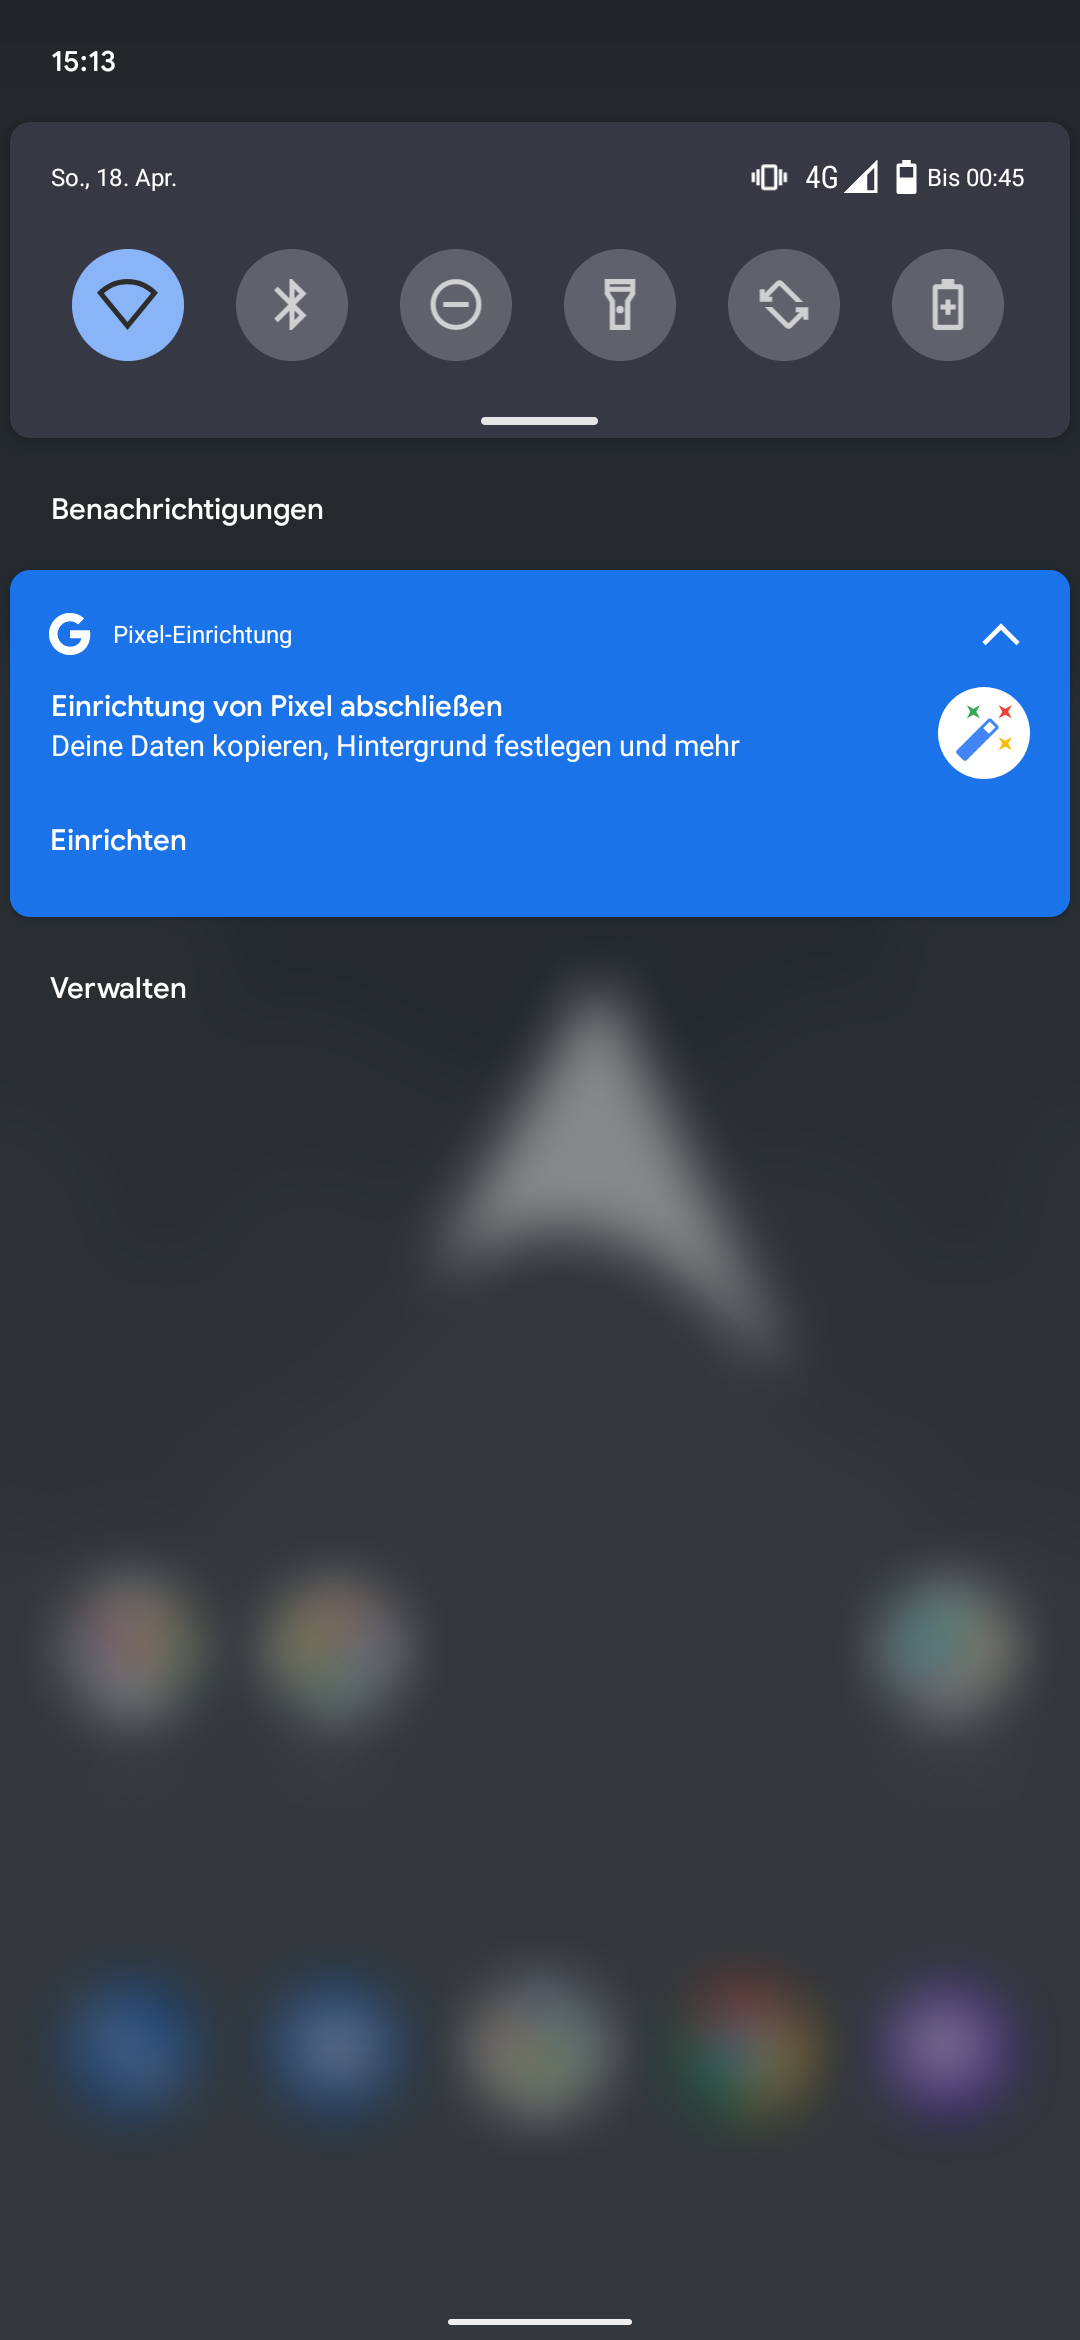 15:13
So., 18. Apr.
4G Bis 00:45
Benachrichtigungen
Pixel-Einrichtung
Einrichtung von Pixel abschließen
Deine Daten kopieren, Hintergrund festlegen und mehr
Einrichten
Verwalten